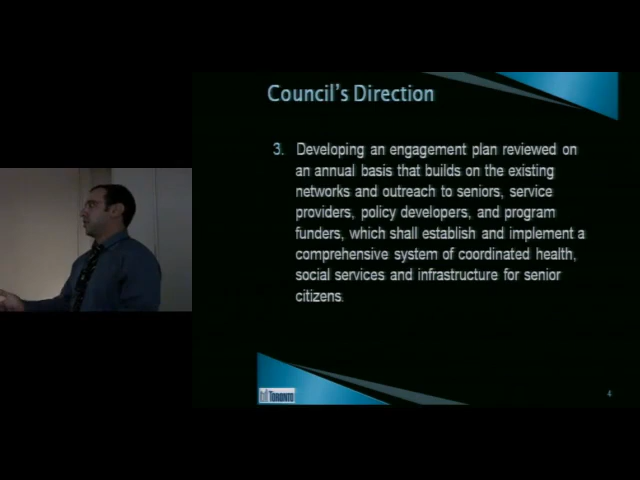 Council's Direction
3. Developing an engagement plan reviewed on
an annual basis that builds on the existing
networks and outreach to seniors, service
providers, policy developers, and program
funders, which shall establish and implement a
comprehensive system of coordinated health,
social services and infrastructure for senior
citizens.
TORONTO
4